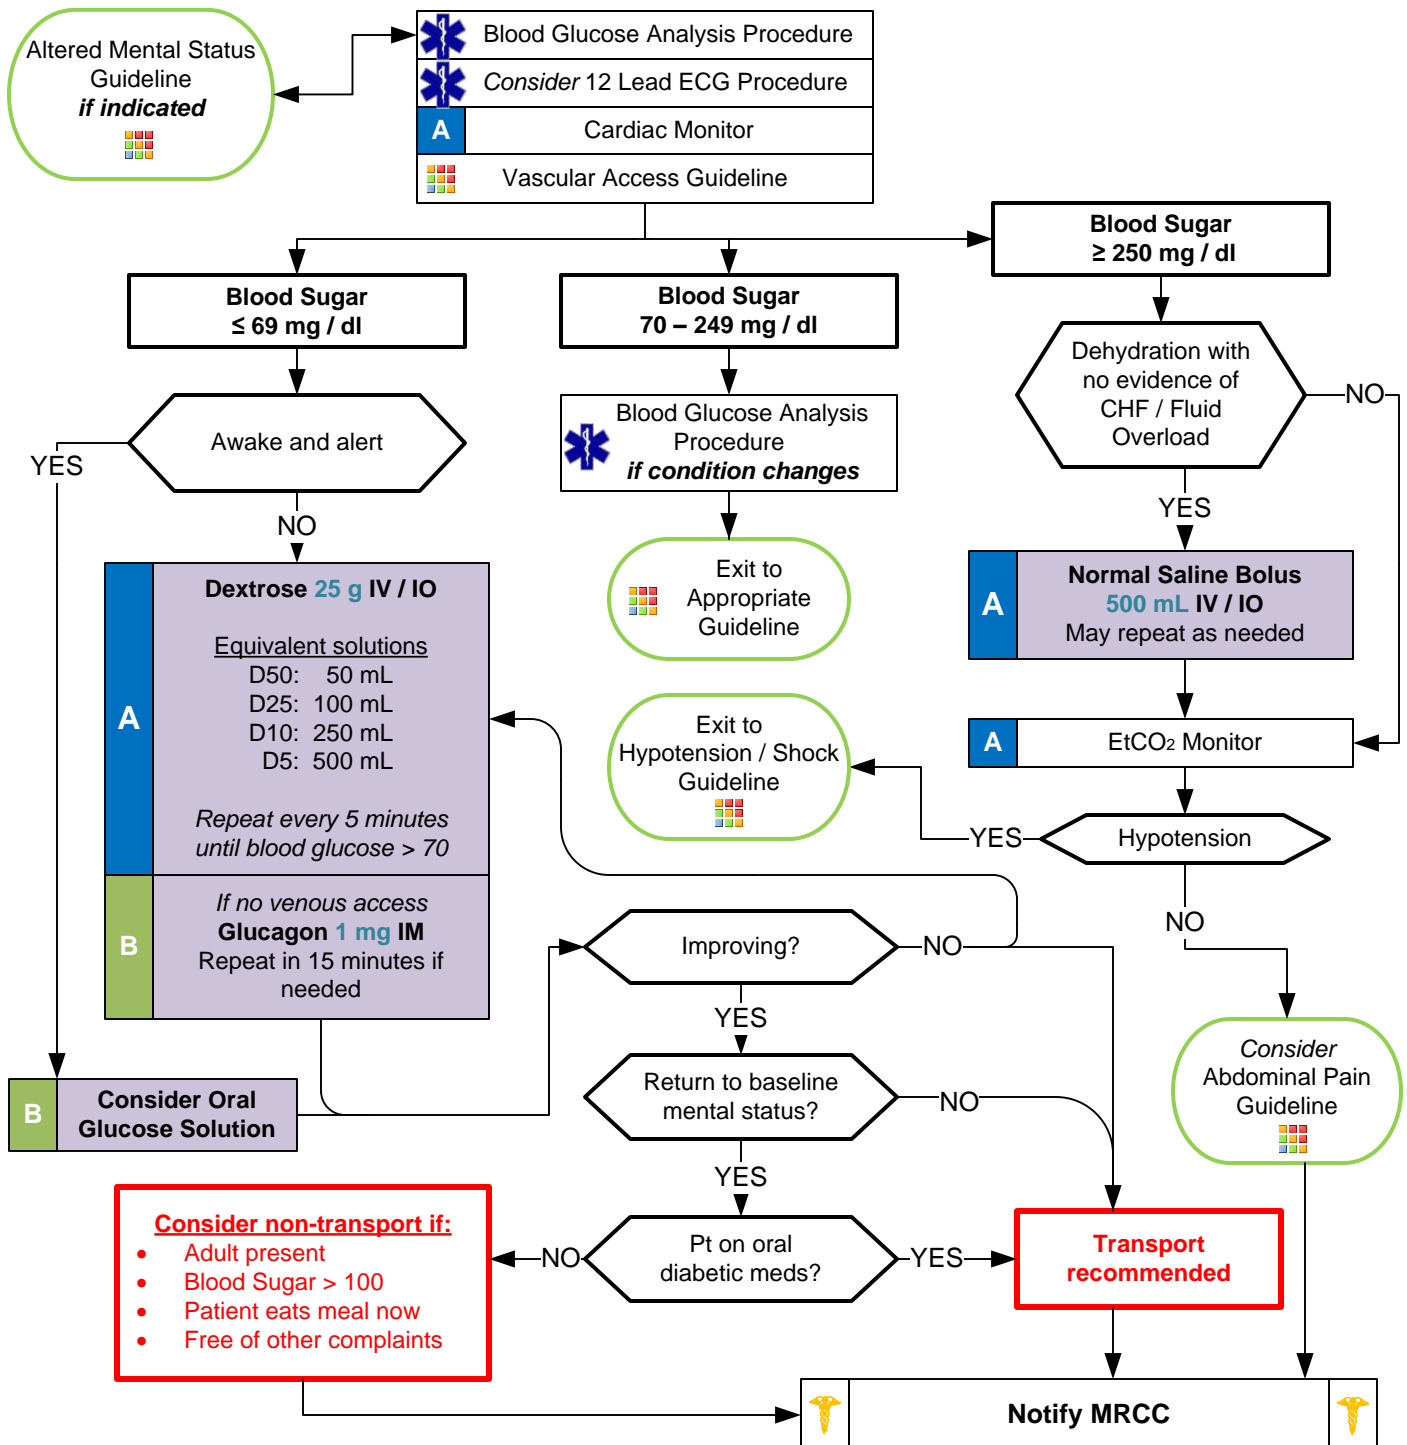 Altered Mental Status
Guideline
if indicated
Blood Glucose Analysis Procedure
Consider 12 Lead ECG Procedure
A
Cardiac Monitor
Vascular Access Guideline
Blood Sugar
≤ 69 mg / dl
Blood Sugar
70 – 249 mg / dl
Blood Sugar
≥ 250 mg / dl
Awake and alert
YES
NO
Blood Glucose Analysis
Procedure
if condition changes
Exit to
Appropriate
Guideline
Dehydration with
no evidence of
CHF / Fluid
Overload
NO
YES
A
Normal Saline Bolus
500 mL IV / IO
May repeat as needed
A
EtCO2 Monitor
Hypotension
YES
Exit to
Hypotension / Shock
Guideline
NO
Consider
Abdominal Pain
Guideline
A
Dextrose 25 g IV / IO
Equivalent solutions
D50: 50 mL
D25: 100 mL
D10: 250 mL
D5: 500 mL
Repeat every 5 minutes
until blood glucose > 70
B
If no venous access
Glucagon 1 mg IM
Repeat in 15 minutes if
needed
B
Consider Oral
Glucose Solution
Improving?
NO
YES
Return to baseline
mental status?
NO
YES
Pt on oral
diabetic meds?
NO
YES
Consider non-transport if:
• Adult present
• Blood Sugar > 100
• Patient eats meal now
• Free of other complaints
Transport
recommended
Notify MRCC